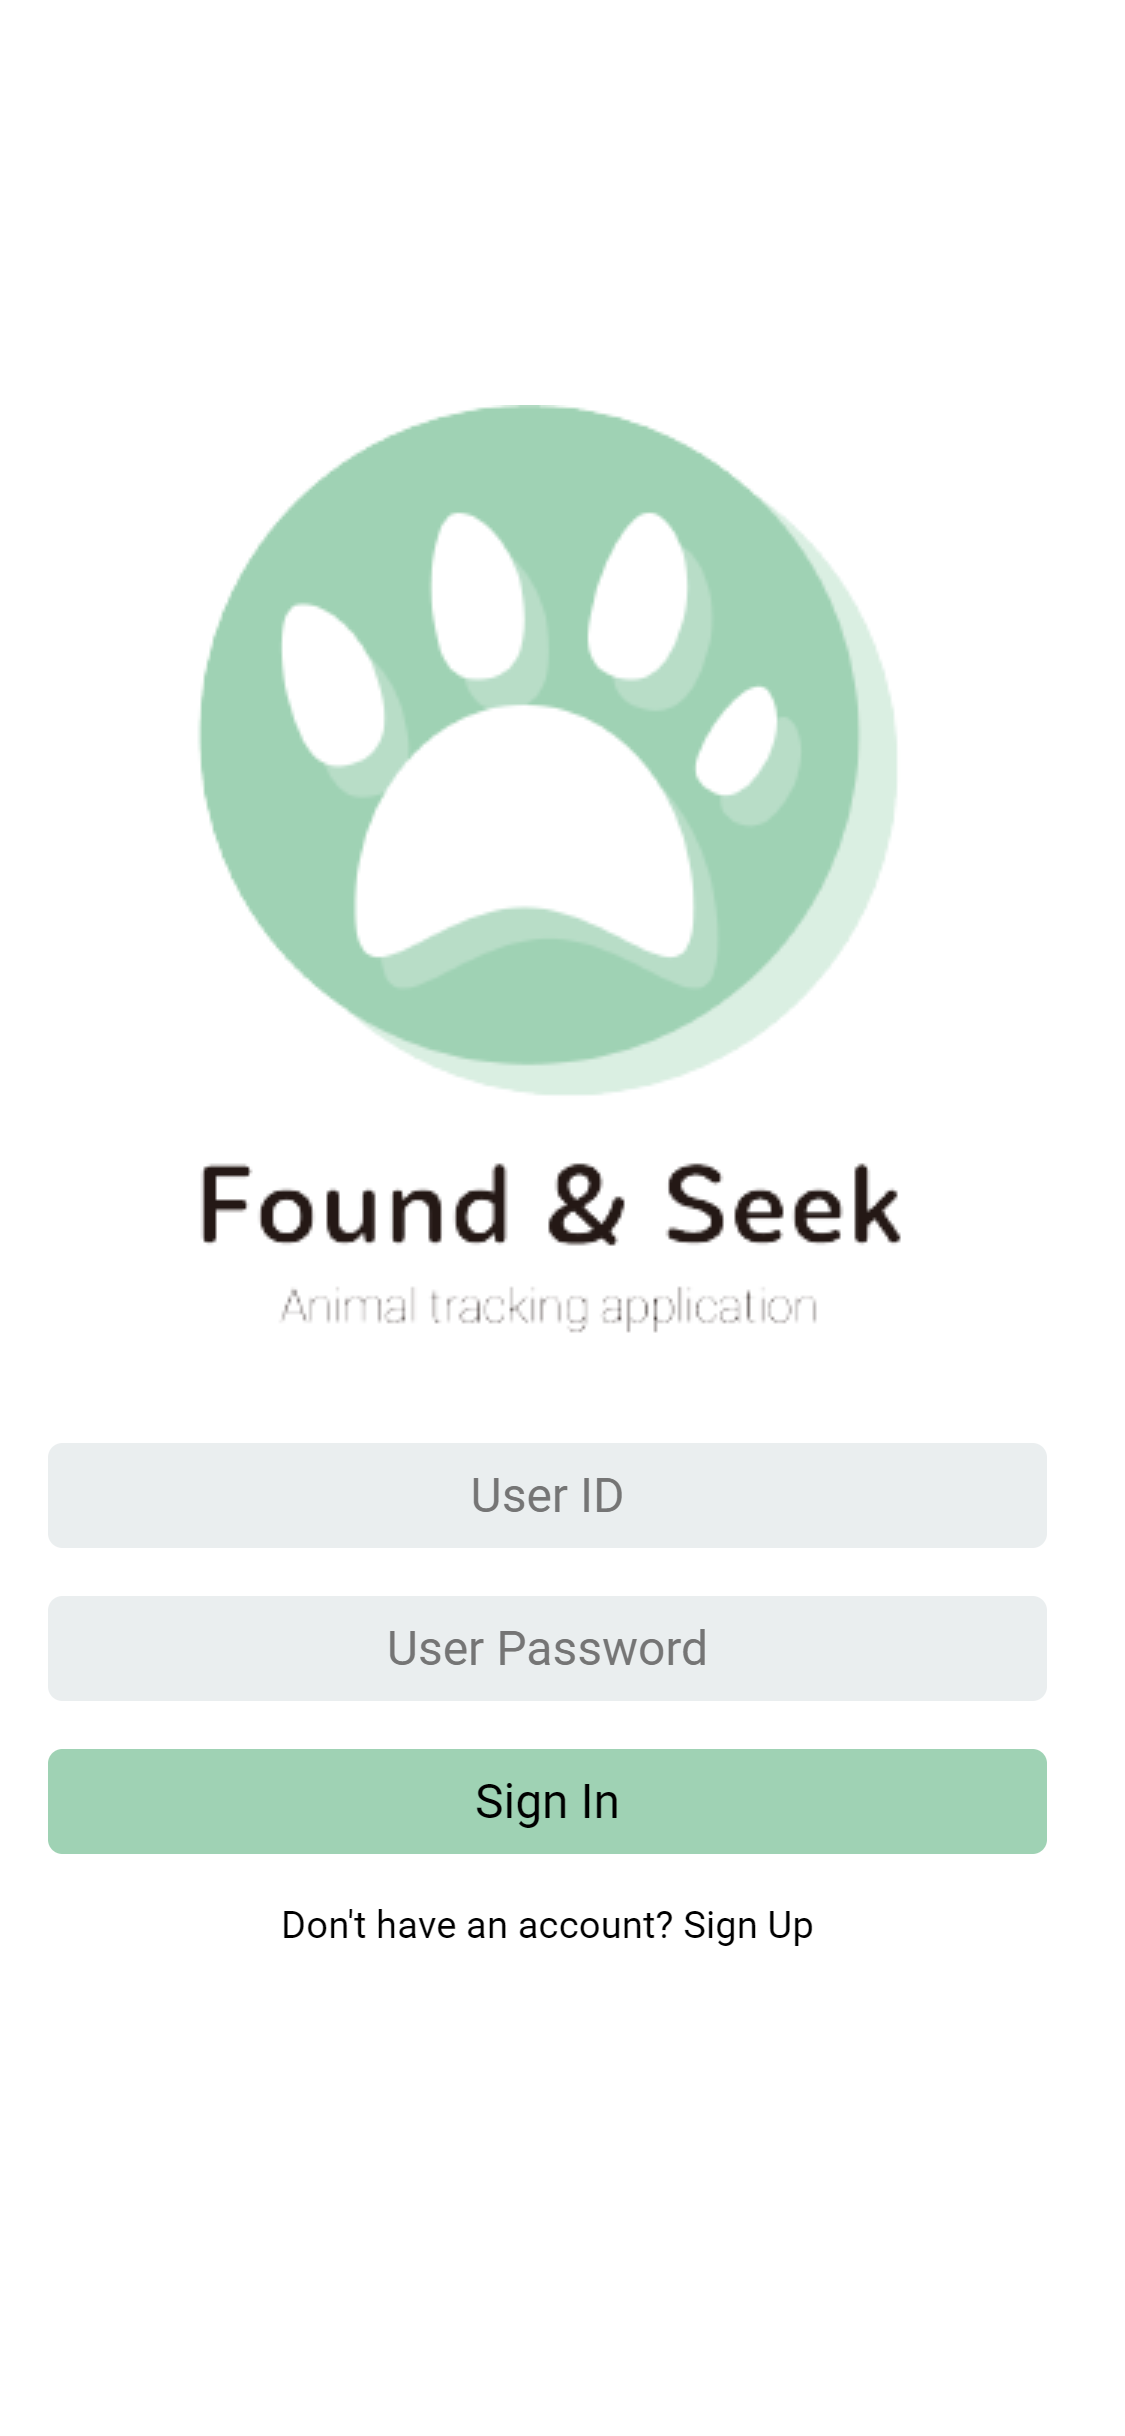 Found & Seek
Animal tracking application
User ID
User Password
Sign In
Don't have an account? Sign Up